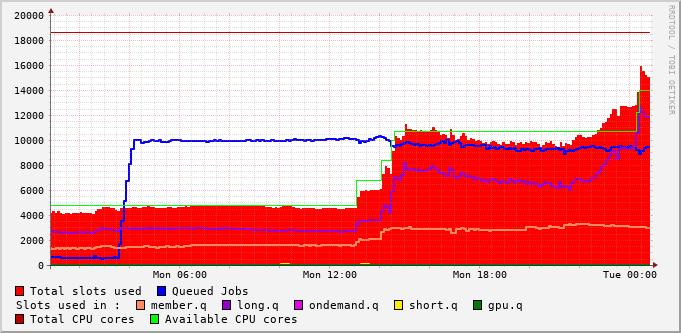 20000
18000
16000
14000
12000
10000
8000
6000
4000
2000
0
Mon 06:00 Mon 12:00 Mon 18:00 Tue 00:00
RRDTOOL / TOBI OETIKER
Total slots used Queued Jobs
Slots used in : member.q long.q ondemand.q short.q gpu.q
Total CPU cores Available CPU cores